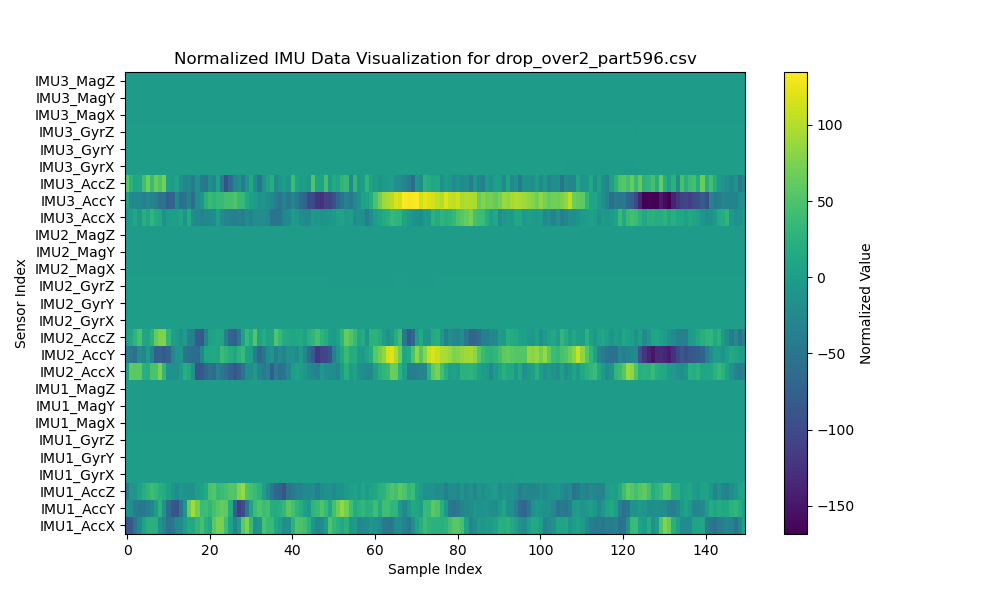 Normalized IMU Data Visualization for drop_over2_part596.csv
IMU3_MagZ
IMU3_MagY
IMU3_MagX
IMU3_GyrZ
IMU3_GyrY
IMU3_GyrX
IMU3_AccZ
IMU3_AccY
IMU3_AccX
IMU2_MagZ
IMU2_MagY
IMU2_MagX
IMU2_GyrZ
IMU2_GyrY
IMU2_GyrX
IMU2_AccZ
IMU2_AccY
IMU2_AccX
IMU1_MagZ
IMU1_MagY
IMU1_MagX
IMU1_GyrZ
IMU1_GyrY
IMU1_GyrX
IMU1_AccZ
IMU1_AccY
IMU1_AccX
Sensor Index
0 20 40 60 80 100 120 140
Sample Index
100
50
0
−50
−100
−150
Normalized Value